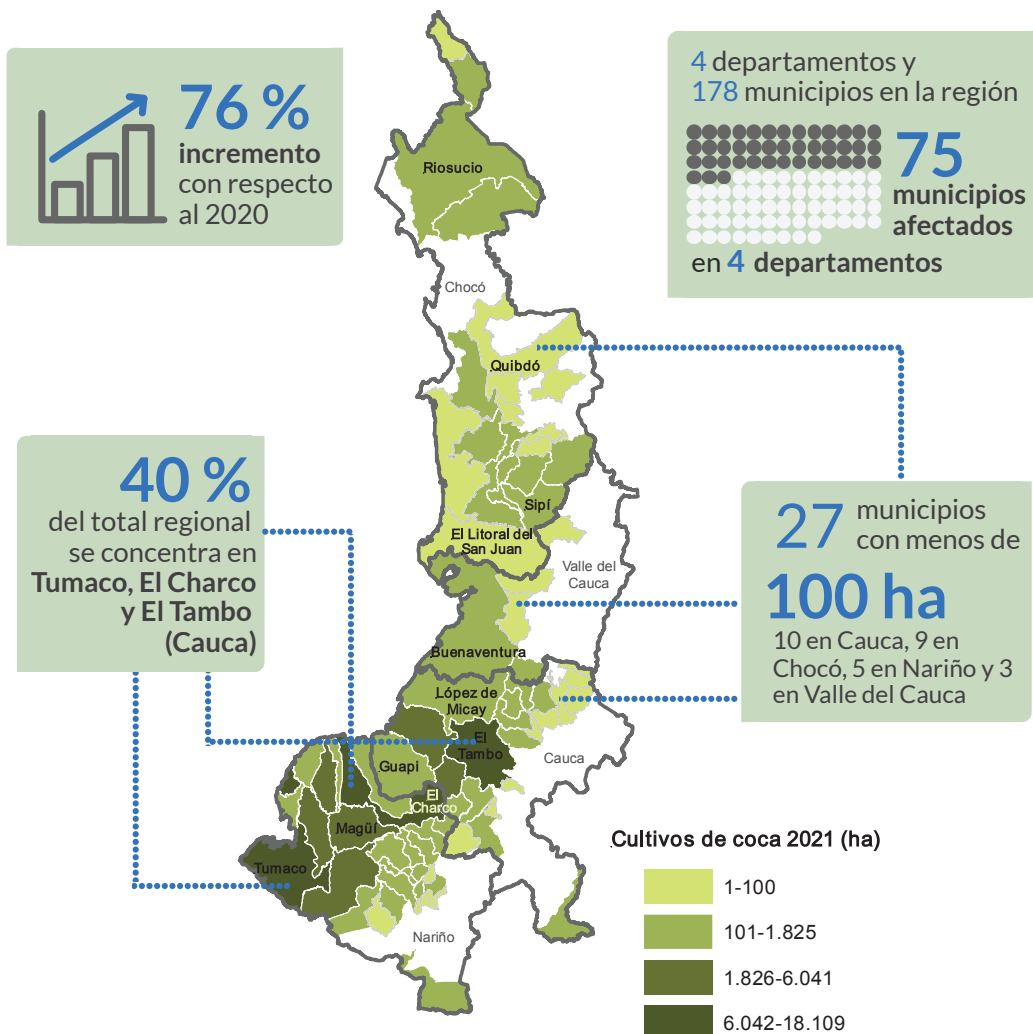 76 %
incremento
con respecto
al 2020
4 departamentos y
178 municipios en la región
75
municipios
afectados
en 4 departamentos
Riosucio
Chocó
Quibdó
40 %
del total regional
se concentra en
Tumaco, El Charco
y El Tambo
(Cauca)
Sipí
El Litoral del
San Juan
Valle del
Cauca
27 municipios
con menos de
100 ha
10 en Cauca, 9 en
Chocó, 5 en Nariño y 3
en Valle del Cauca
Buenaventura
López de
Micay
El
Tambo
Cauca
Guapi
El
Charco
Magüí
Tumaco
Nariño
Cultivos de coca 2021 (ha)
1-100
101-1.825
1.826-6.041
6.042-18.109